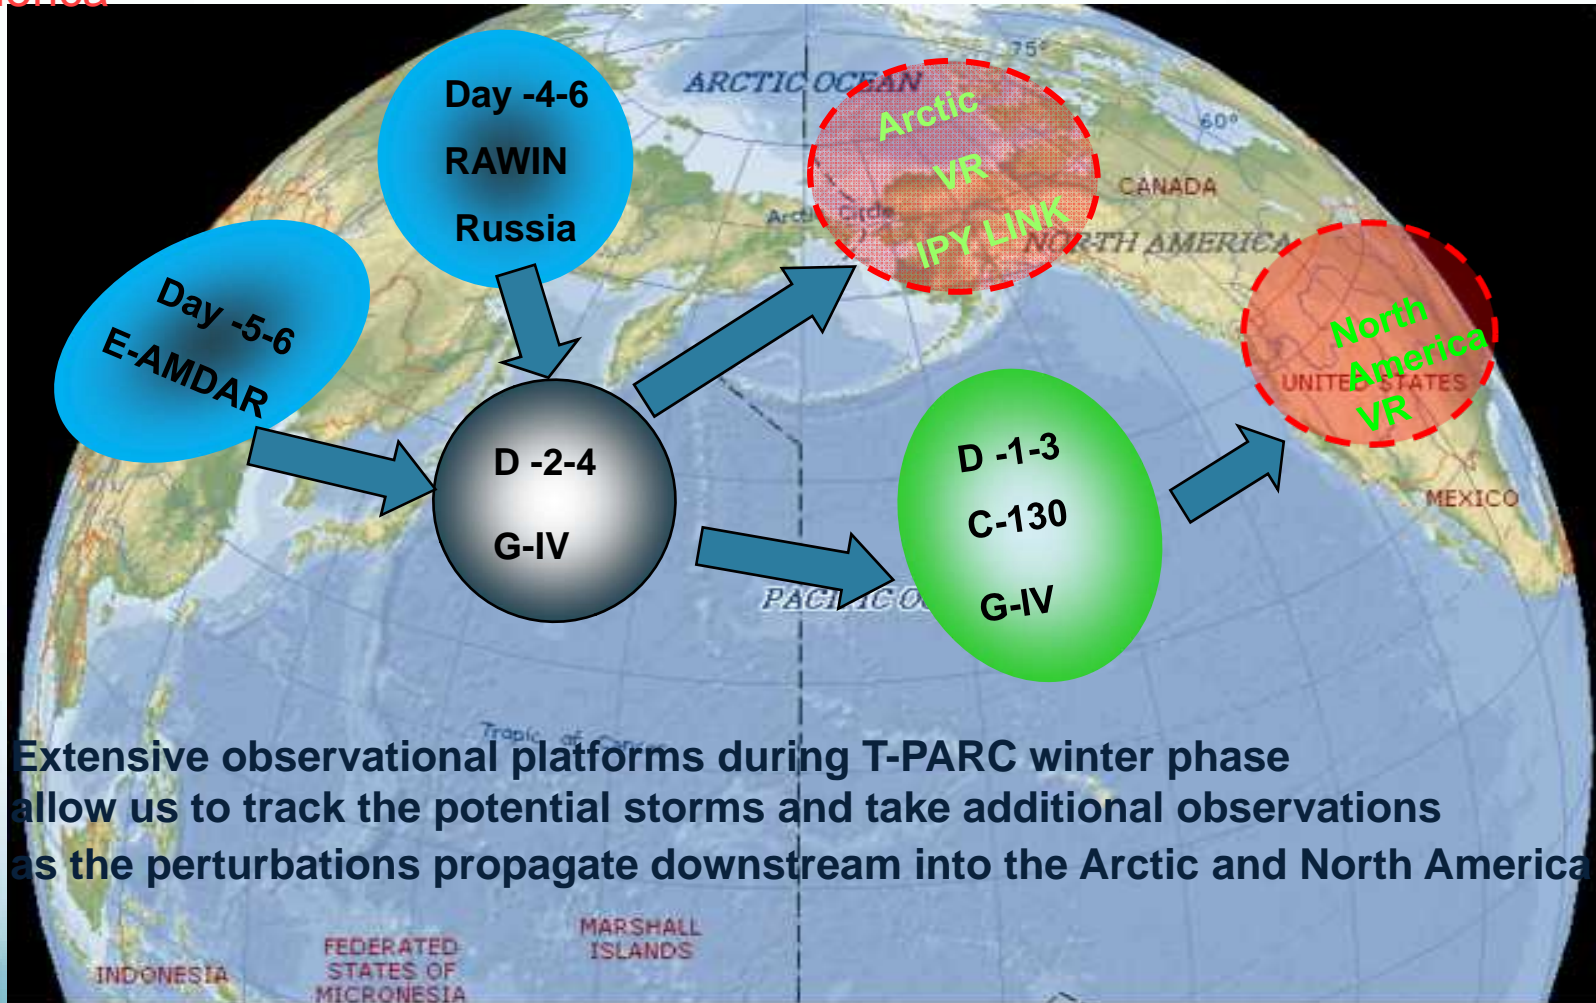 ARCTIC OCEAN
75°
60°
Day -4-6
RAWIN
Russia
Arctic
VR
IPY LINK
Arctic Circle
CANADA
NORTH AMERICA
Day -5-6
E-AMDAR
North
America
VR
UNITED STATES
MEXICO
D -2-4
G-IV
D -1-3
C-130
G-IV
Tropic of Cancer
Extensive observational platforms during T-PARC winter phase
allow us to track the potential storms and take additional observations
as the perturbations propagate downstream into the Arctic and North America
MARSHALL
ISLANDS
FEDERATED
STATES OF
MICRONESIA
INDONESIA